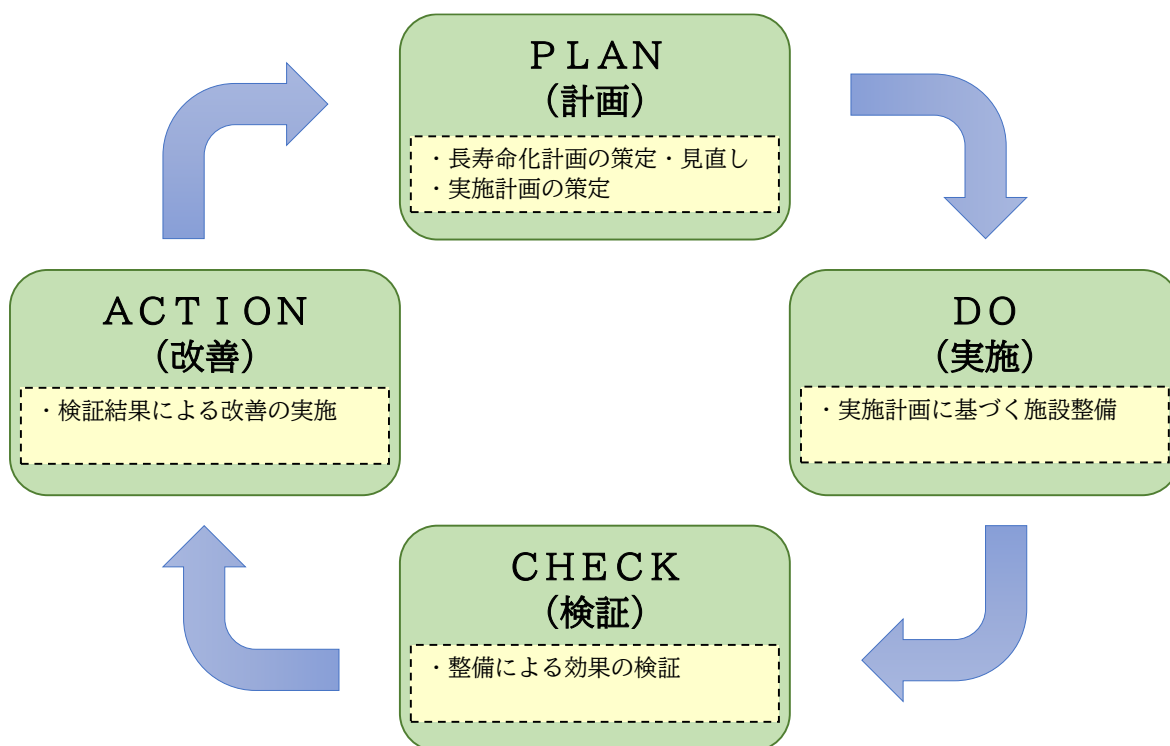 ＰＬＡＮ
（計画）
・長寿命化計画の策定・見直し
・実施計画の策定
ＡＣＴＩＯＮ
（改善）
・検証結果による改善の実施
ＤＯ
（実施）
・実施計画に基づく施設整備
ＣＨＥＣＫ
（検証）
・整備による効果の検証